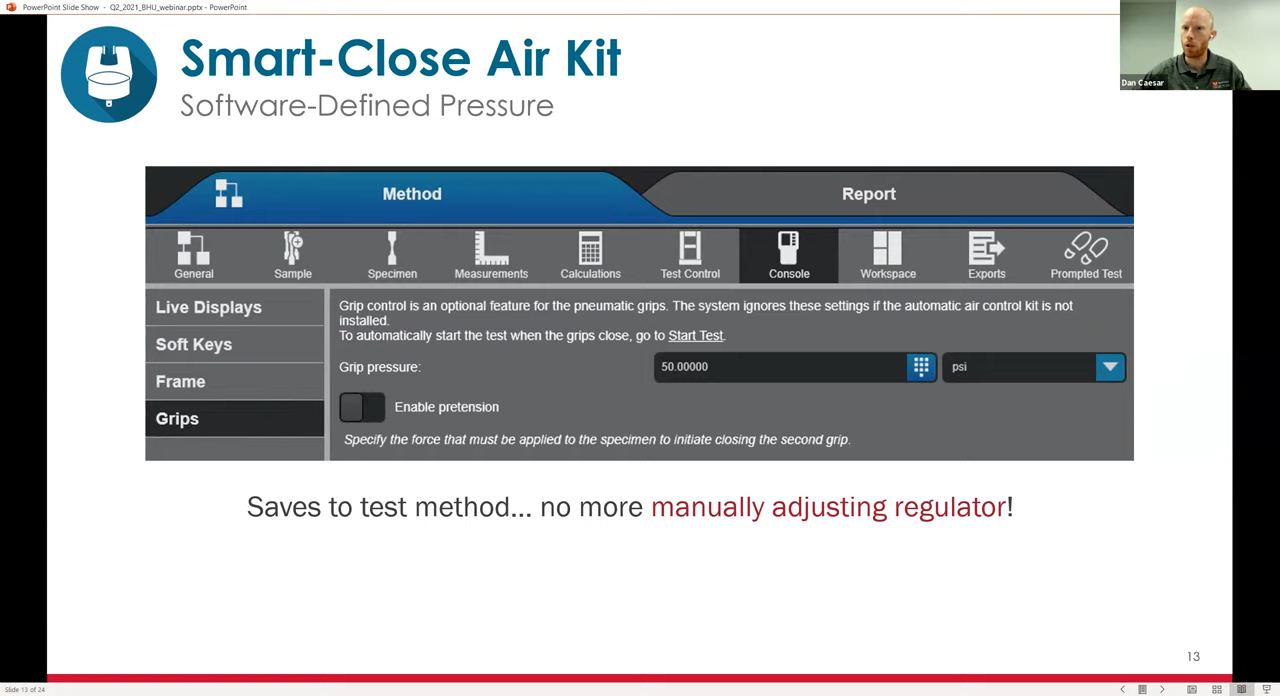 PowerPoint Slide Show - Q2_2021_BHU_webinar.pptx - PowerPoint
Smart-Close Air Kit
Software-Defined Pressure
Dan Caesar
Method
Report
General
Sample
Specimen
Measurements
Calculations
Test Control
Console
Workspace
Exports
Prompted Test
Live Displays
Soft Keys
Frame
Grips
Grip control is an optional feature for the pneumatic grips. The system ignores these settings if the automatic air control kit is not
installed.
To automatically start the test when the grips close, go to Start Test.
Grip pressure:
50.00000
psi
Enable pretension
Specify the force that must be applied to the specimen to initiate closing the second grip.
Saves to test method... no more manually adjusting regulator!
13
Slide 13 of 24